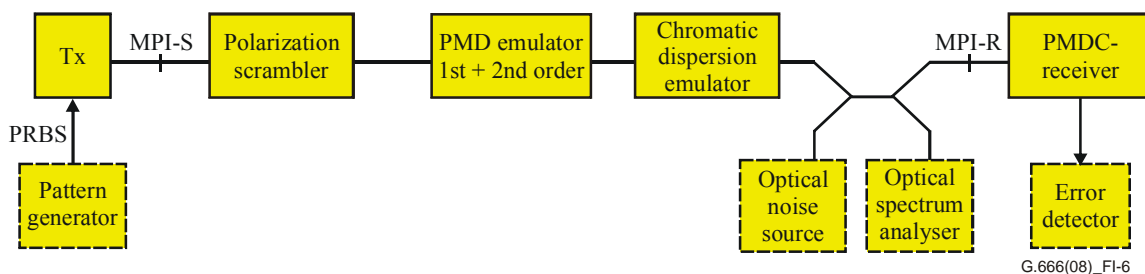 Tx
MPI-S
Polarization
scrambler
PMD emulator
1st + 2nd order
Chromatic
dispersion
emulator
MPI-R
PMDC-
receiver
PRBS
Pattern
generator
Optical
noise
source
Optical
spectrum
analyser
Error
detector
G.666(08)_FI-6